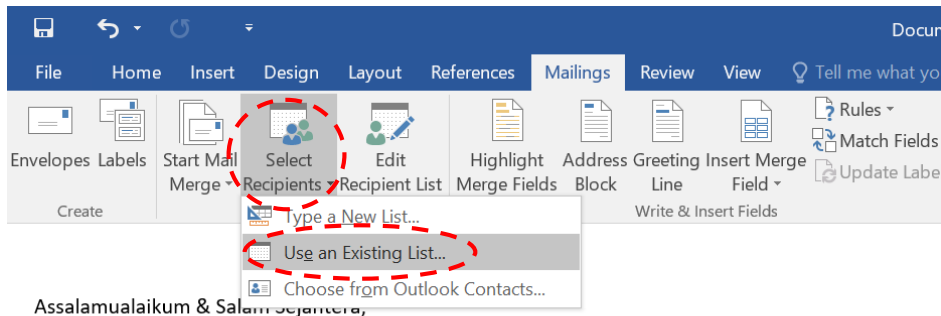 Docu
File Home Insert Design Layout References Mailings Review View Tell me what yo
Envelopes Labels Start Mail Merge Select Recipients Edit Recipient List Highlight Merge Fields Address Block Greeting Line Insert Merge Field Rules
Match Fields
Update Labe
Create Write & Insert Fields
Type a New List...
Use an Existing List...
Choose from Outlook Contacts...
Assalamualaikum & Salam Sejahtera,